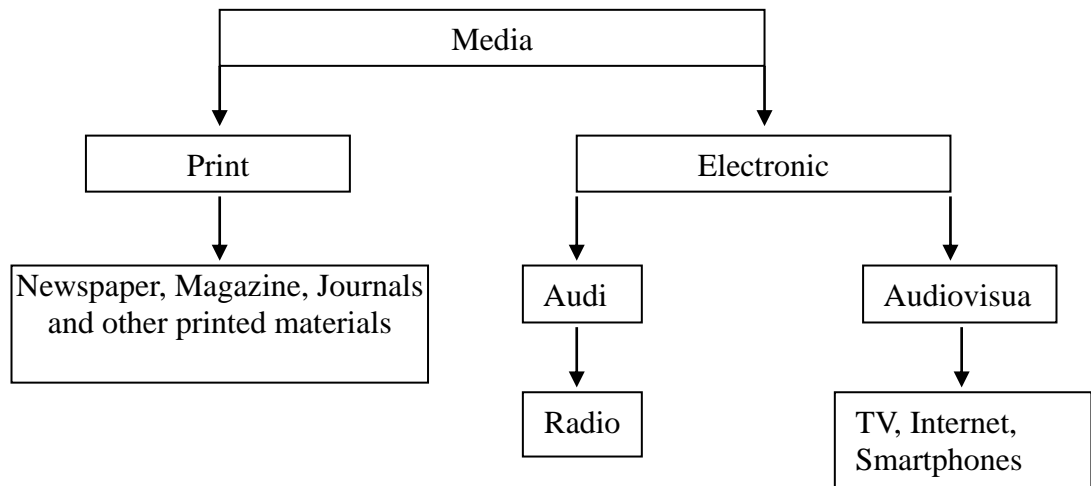 Media
Print
Electronic
Newspaper, Magazine, Journals
and other printed materials
Audi
Audiovisua
Radio
TV, Internet,
Smartphones